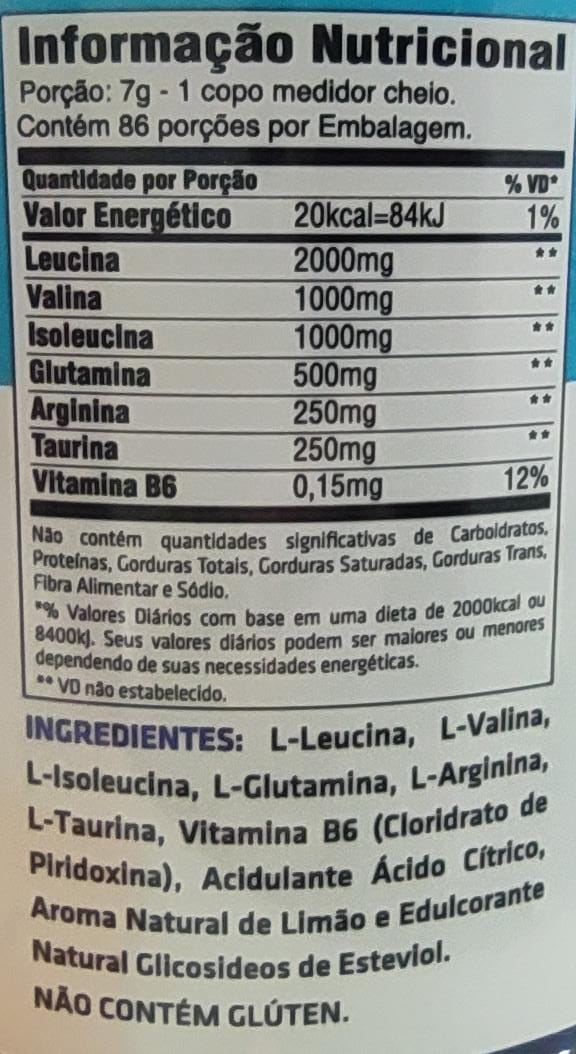 Informação Nutricional
Porção: 7g - 1 copo medidor cheio.
Contém 86 porções por Embalagem.
Quantidade por Porção % VD*
Valor Energético 20kcal=84kJ 1%
Leucina 2000mg **
Valina 1000mg **
Isoleucina 1000mg **
Glutamina 500mg **
Arginina 250mg **
Taurina 250mg **
Vitamina B6 0,15mg 12%
Não contém quantidades significativas de Carboidratos,
Proteínas, Gorduras Totais, Gorduras Saturadas, Gorduras Trans,
Fibra Alimentar e Sódio.
*% Valores Diários com base em uma dieta de 2000kcal ou
8400kJ. Seus valores diários podem ser maiores ou menores
dependendo de suas necessidades energéticas.
** VD não estabelecido.
INGREDIENTES: L-Leucina, L-Valina,
L-Isoleucina, L-Glutamina, L-Arginina,
L-Taurina, Vitamina B6 (Cloridrato de
Piridoxina), Acidulante Ácido Cítrico,
Aroma Natural de Limão e Edulcorante
Natural Glicosideos de Esteviol.
NÃO CONTÉM GLÚTEN.